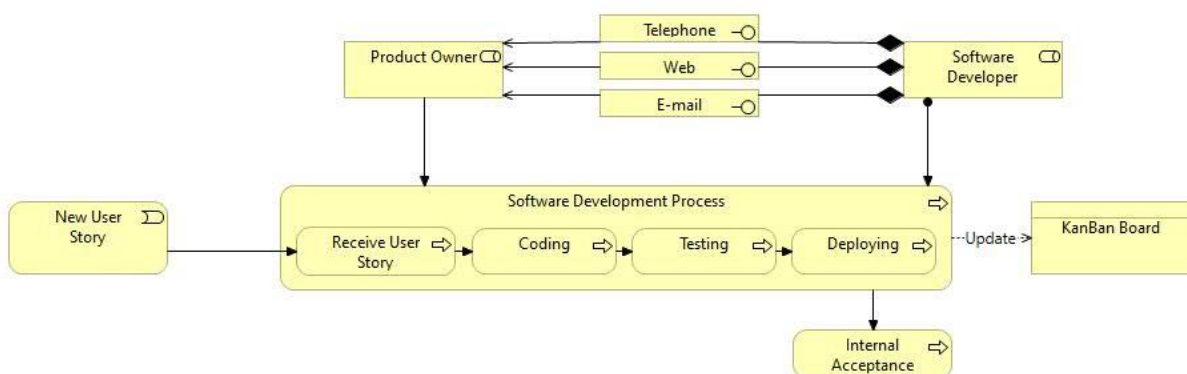 Telephone
Product Owner
Web
Software
Developer
E-mail
Software Development Process
New User
Story
Receive User
Story
Coding
Testing
Deploying
Update
KanBan Board
Internal
Acceptance